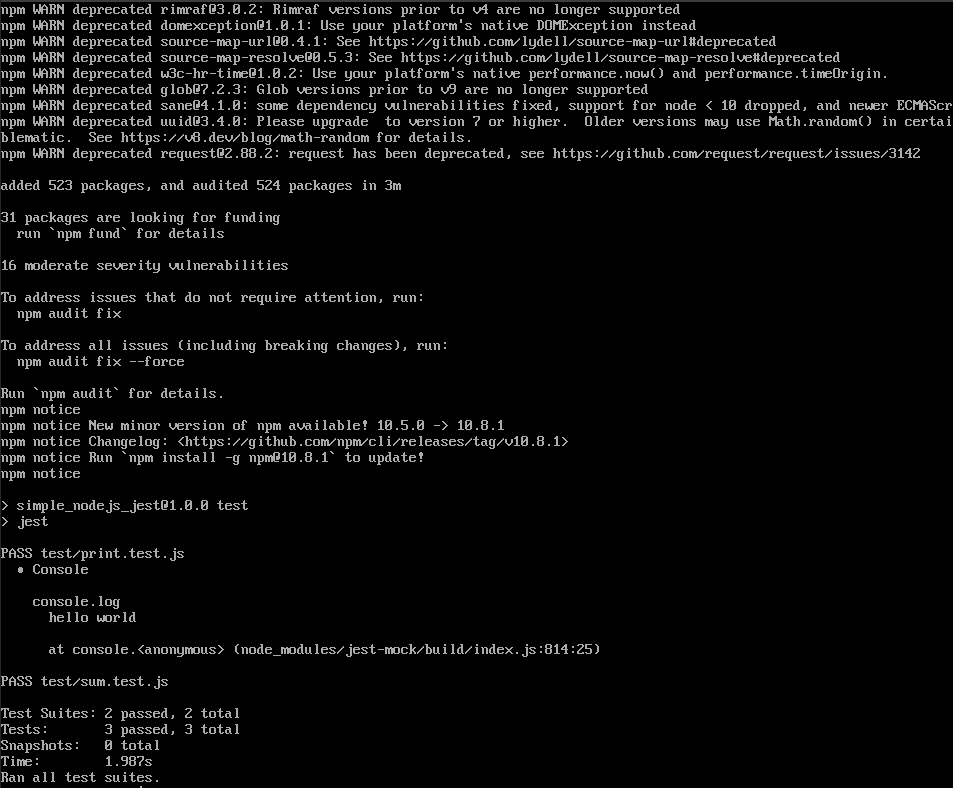 npm WARN deprecated rimraf@3.0.2: Rimraf versions prior to v4 are no longer supported
npm WARN deprecated domexception@1.0.1: Use your platform's native DOMException instead
npm WARN deprecated source-map-url@0.4.1: See https://github.com/lydell/source-map-url#deprecated
npm WARN deprecated source-map-resolve@0.5.3: See https://github.com/lydell/source-map-resolve#deprecated
npm WARN deprecated w3c-hr-time@1.0.2: Use your platform's native performance.now() and performance.timeOrigin.
npm WARN deprecated glob@7.2.3: Glob versions prior to v9 are no longer supported
npm WARN deprecated sane@4.1.0: some dependency vulnerabilities fixed, support for node < 10 dropped, and newer ECMAScr
npm WARN deprecated uuid@3.4.0: Please upgrade  to version 7 or higher.  Older versions may use Math.random() in certai
blematic.  See https://v8.dev/blog/math-random for details.
npm WARN deprecated request@2.88.2: request has been deprecated, see https://github.com/request/request/issues/3142
added 523 packages, and audited 524 packages in 3m
31 packages are looking for funding
  run `npm fund` for details
16 moderate severity vulnerabilities
To address issues that do not require attention, run:
  npm audit fix
To address all issues (including breaking changes), run:
  npm audit fix --force
Run `npm audit` for details.
npm notice
npm notice New minor version of npm available! 10.5.0 -> 10.8.1
npm notice Changelog: <https://github.com/npm/cli/releases/tag/v10.8.1>
npm notice Run `npm install -g npm@10.8.1` to update!
npm notice
> simple_nodejs_jest@1.0.0 test
> jest
PASS test/print.test.js
  • Console
    console.log
      hello world
      at console.<anonymous> (node_modules/jest-mock/build/index.js:814:25)
PASS test/sum.test.js
Test Suites: 2 passed, 2 total
Tests:       3 passed, 3 total
Snapshots:   0 total
Time:        1.987s
Ran all test suites.